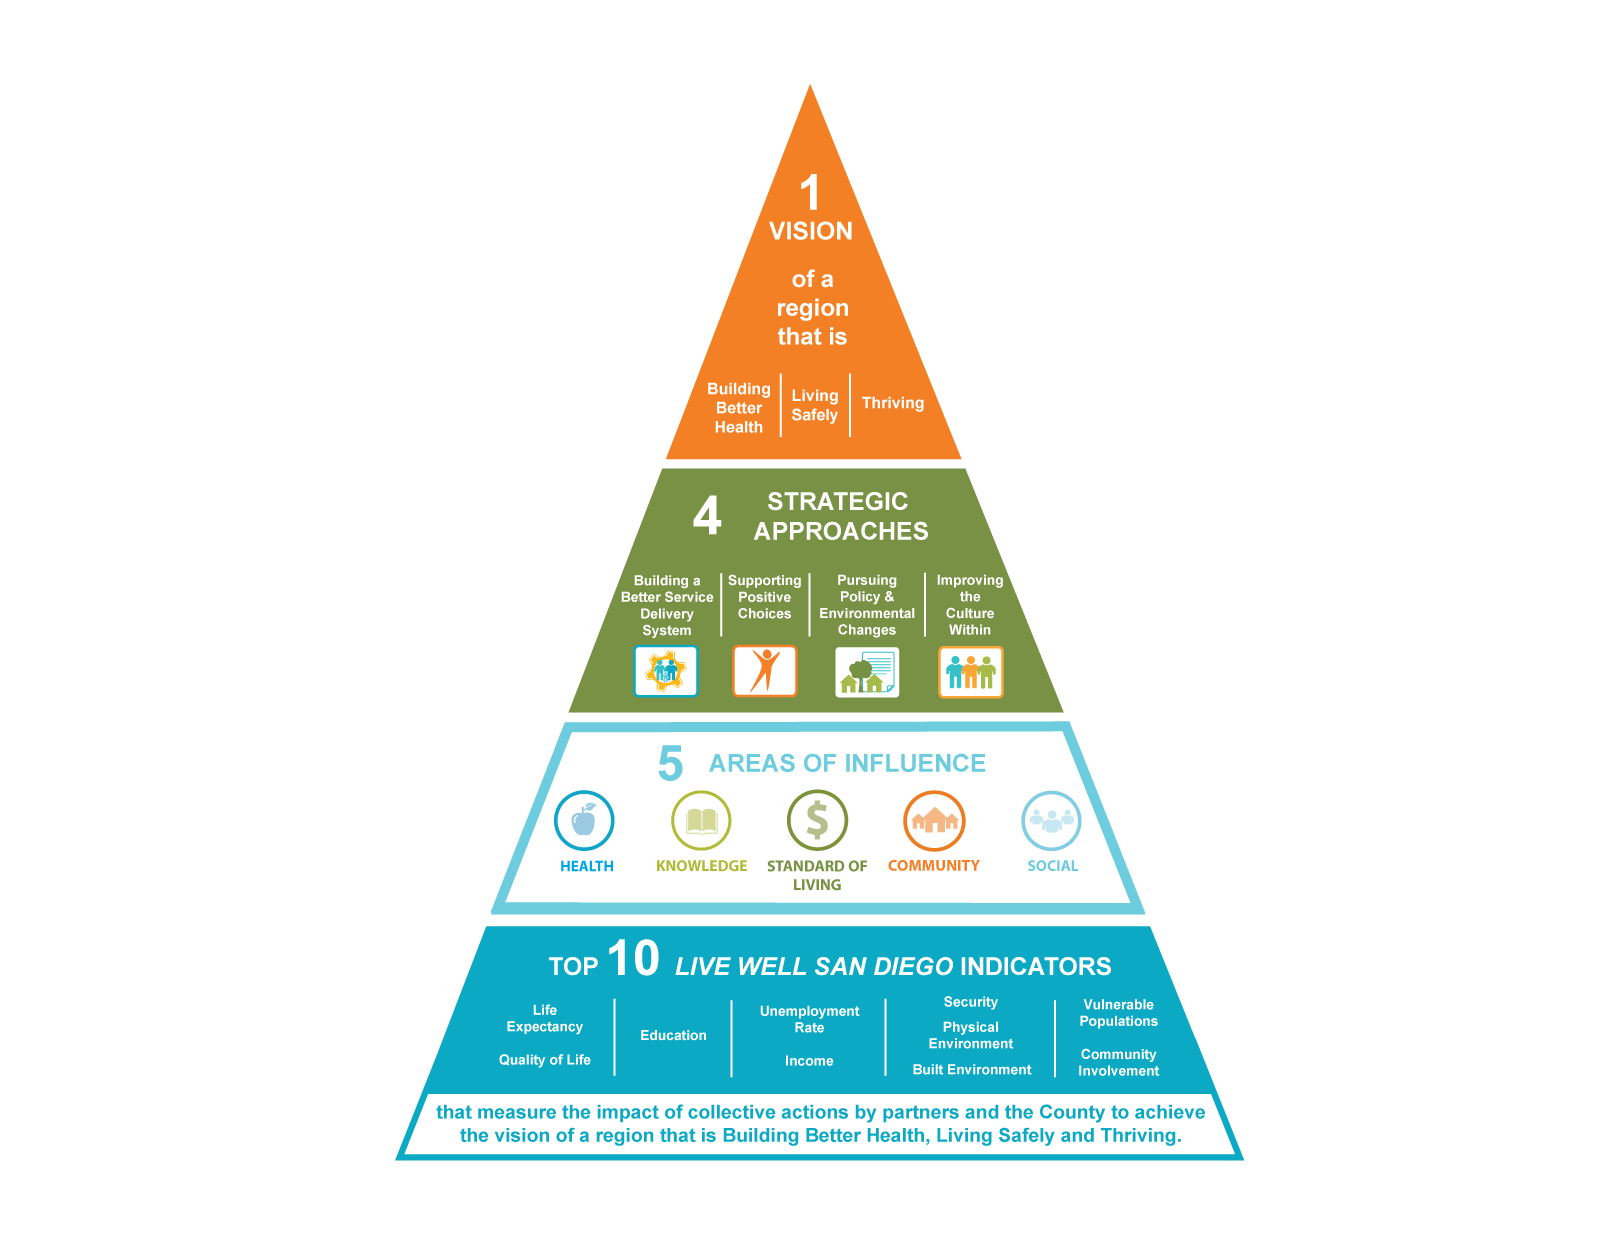 1
VISION
of a
region
that is
Building
Better
Health
Living
Safely
Thriving
4
STRATEGIC
APPROACHES
Building a
Better Service
Delivery
System
Supporting
Positive
Choices
Pursuing
Policy &
Environmental
Changes
Improving
the
Culture
Within
5 AREAS OF INFLUENCE
HEALTH
KNOWLEDGE
$
STANDARD OF
LIVING
COMMUNITY
SOCIAL
TOP 10 LIVE WELL SAN DIEGO INDICATORS
Life
Expectancy
Quality of Life
Education
Unemployment
Rate
Income
Security
Physical
Environment
Built Environment
Vulnerable
Populations
Community
Involvement
that measure the impact of collective actions by partners and the County to achieve
the vision of a region that is Building Better Health, Living Safely and Thriving.